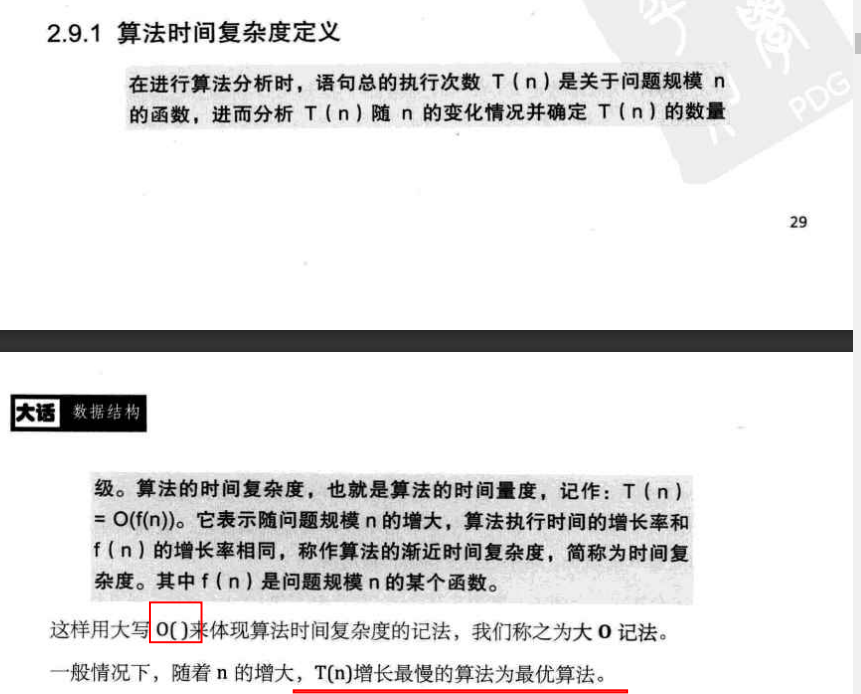 2.9.1 算法时间复杂度定义
在进行算法分析时，语句总的执行次数 T（n）是关于问题规模 n
的函数，进而分析 T（n）随 n 的变化情况并确定 T（n）的数量
PDG
29
大话 数据结构
级。算法的时间复杂度，也就是算法的时间量度，记作：T（n）
= O(f(n))。它表示随问题规模 n 的增大，算法执行时间的增长率和
f（n）的增长率相同，称作算法的渐近时间复杂度，简称为时间复
杂度。其中 f（n）是问题规模 n 的某个函数。
这样用大写 O( )来体现算法时间复杂度的记法，我们称之为大 O 记法。
一般情况下，随着 n 的增大，T(n)增长最慢的算法为最优算法。